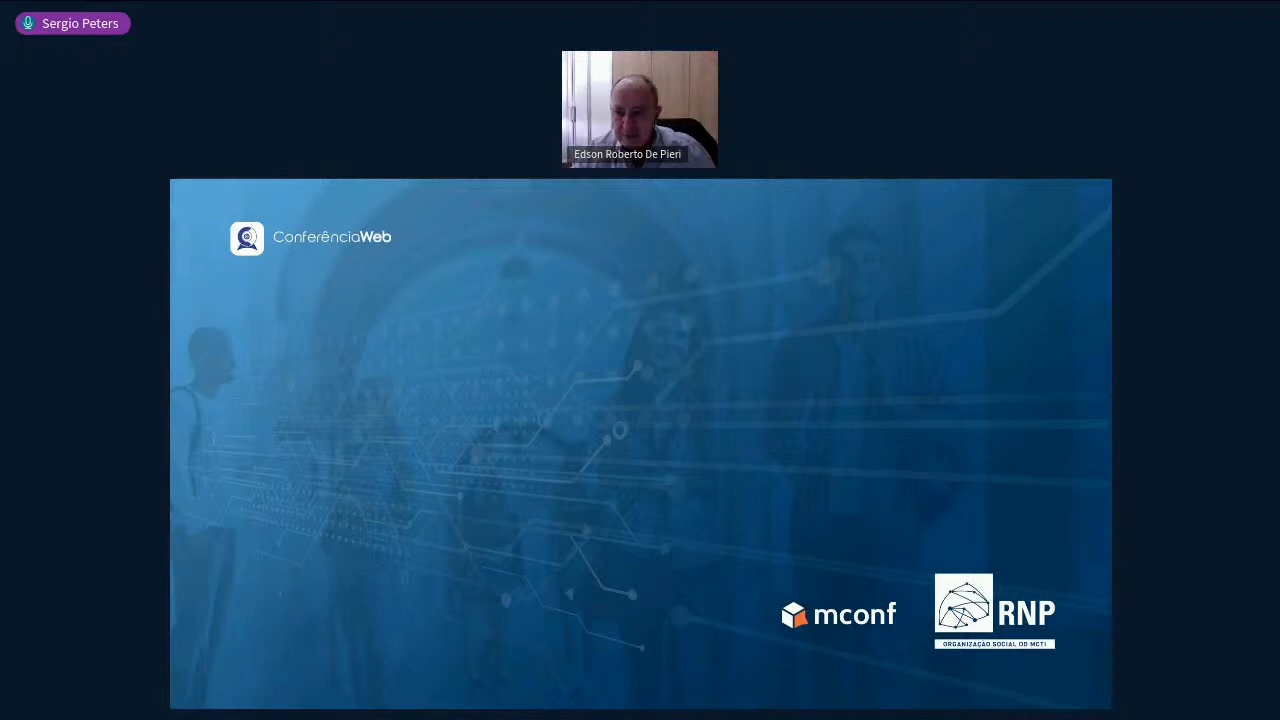 Sergio Peters
Edson Roberto De Pieri
ConferênciaWeb
mconf
RNP
ORGANIZAÇÃO SOCIAL DO MCTI